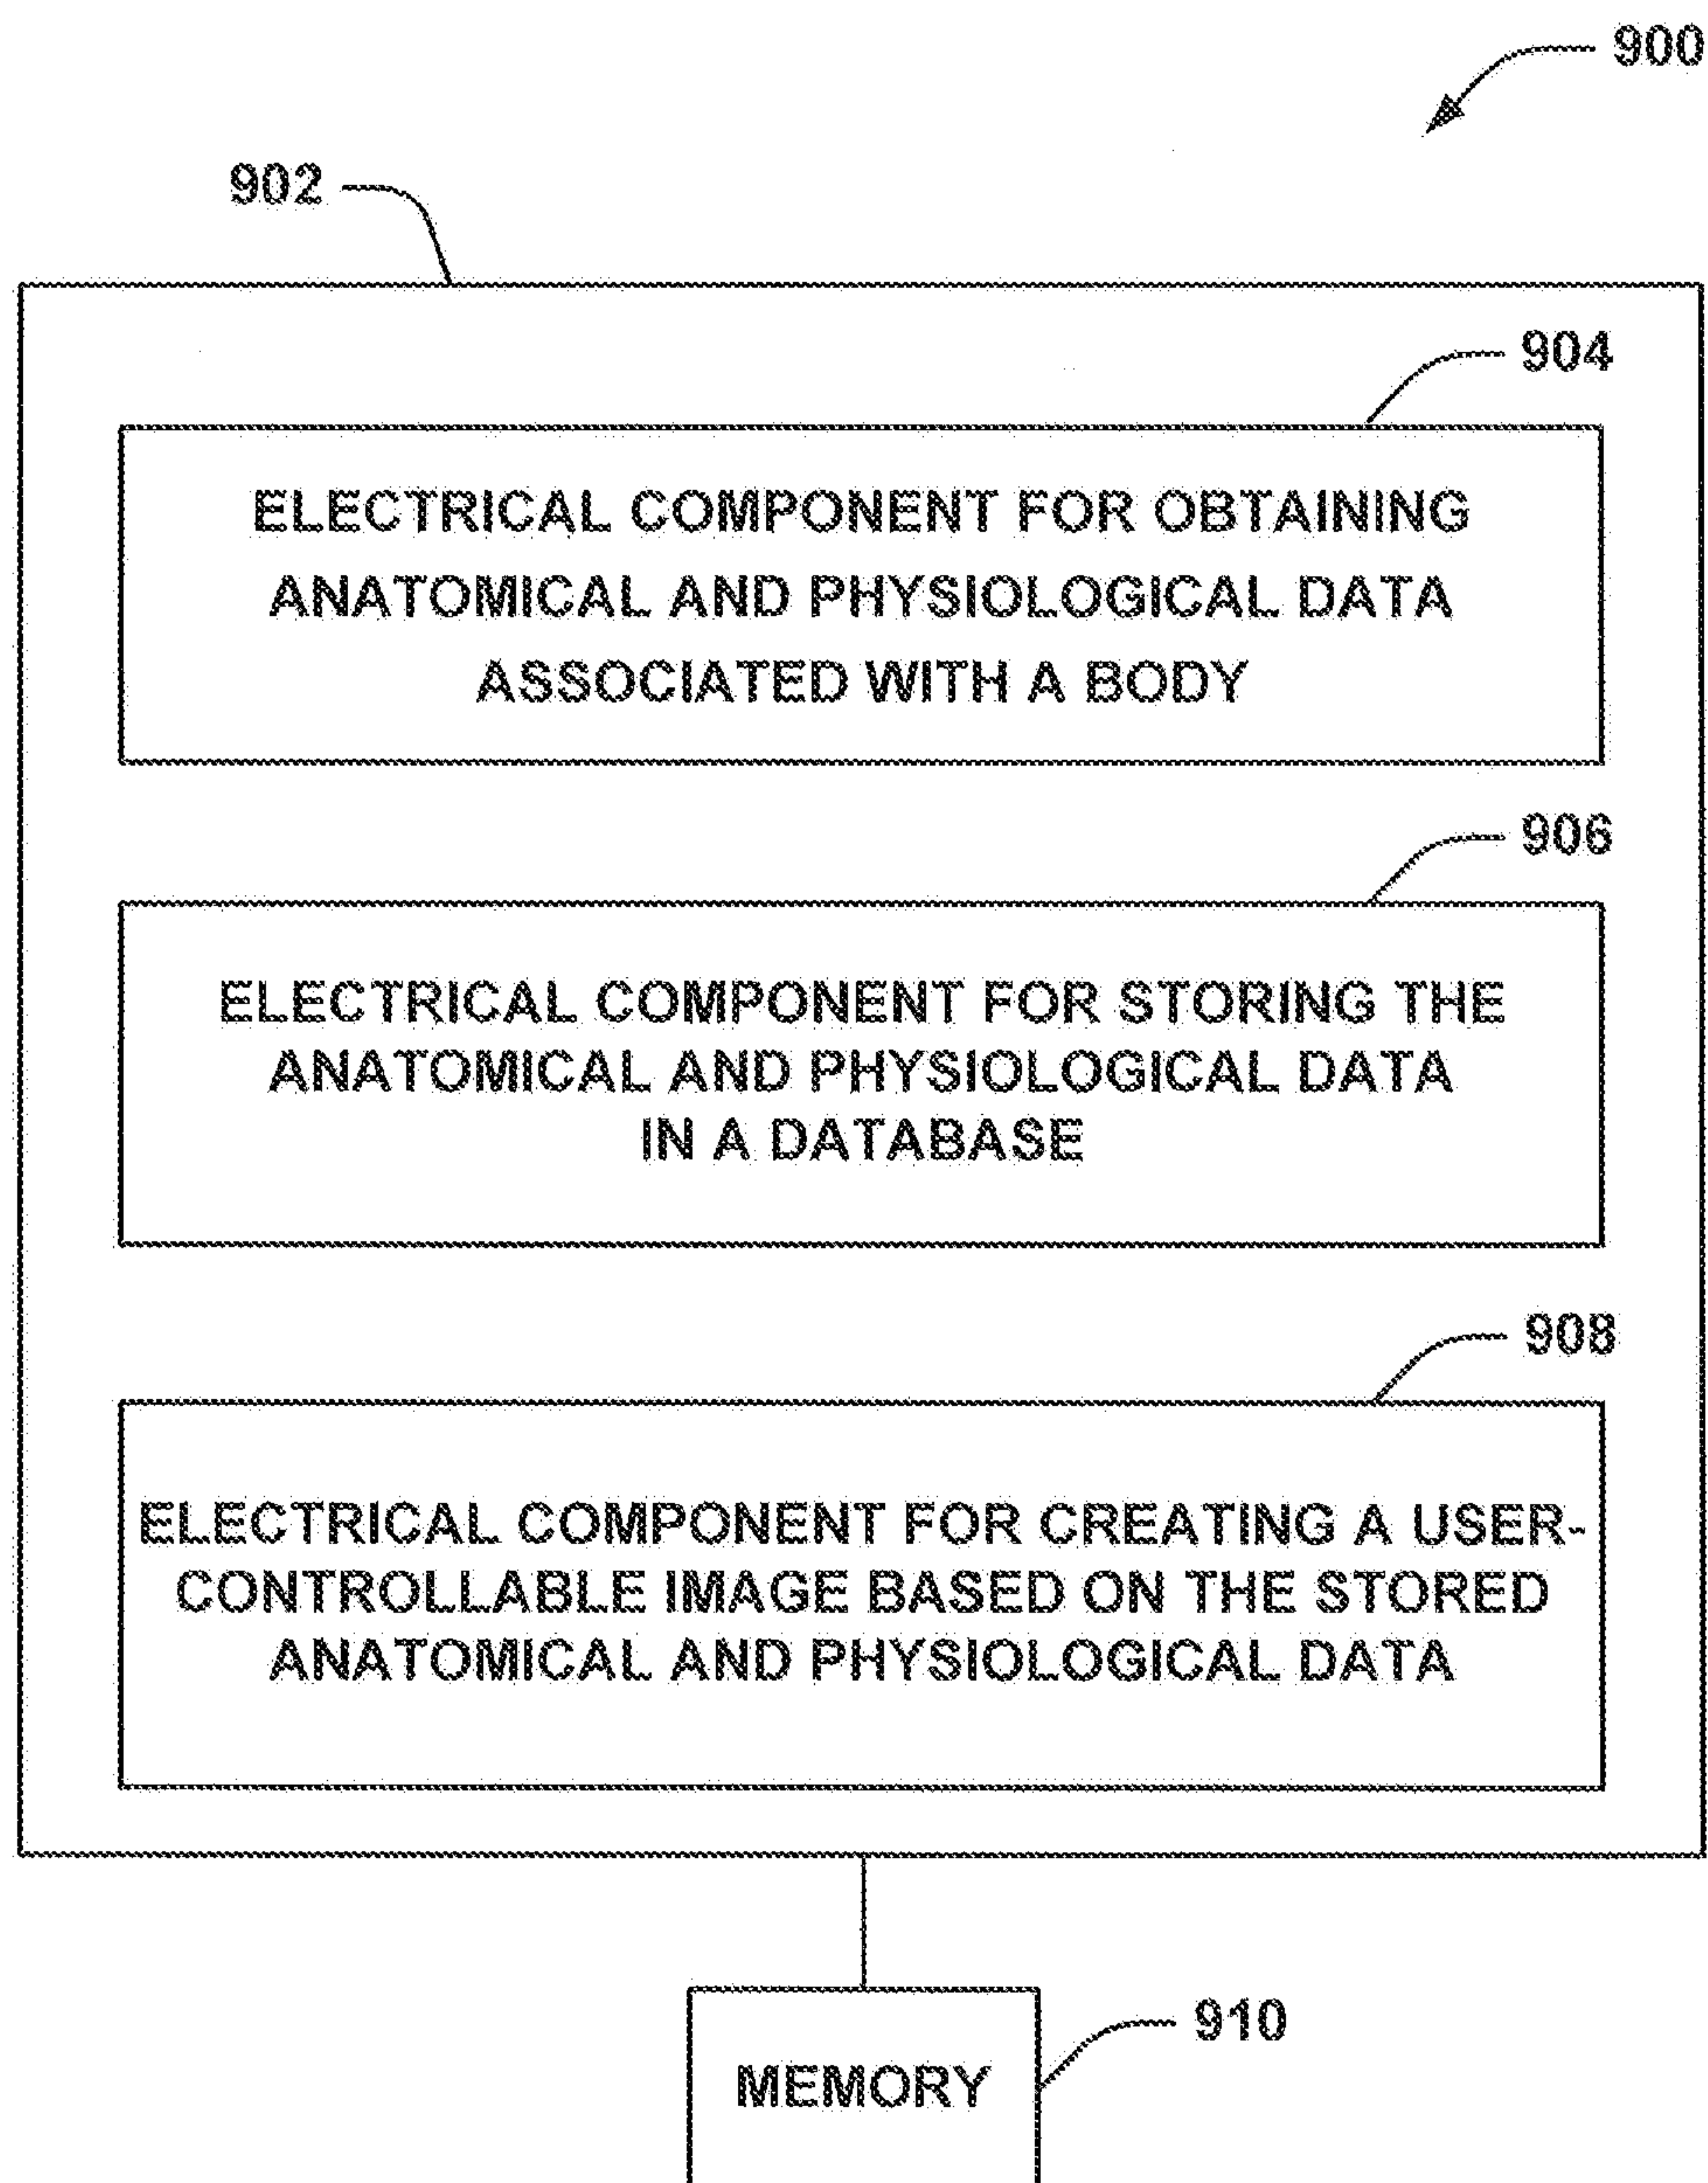 900
902
904
ELECTRICAL COMPONENT FOR OBTAINING
ANATOMICAL AND PHYSIOLOGICAL DATA
ASSOCIATED WITH A BODY
906
ELECTRICAL COMPONENT FOR STORING THE
ANATOMICAL AND PHYSIOLOGICAL DATA
IN A DATABASE
908
ELECTRICAL COMPONENT FOR CREATING A USER-
CONTROLLABLE IMAGE BASED ON THE STORED
ANATOMICAL AND PHYSIOLOGICAL DATA
910
MEMORY